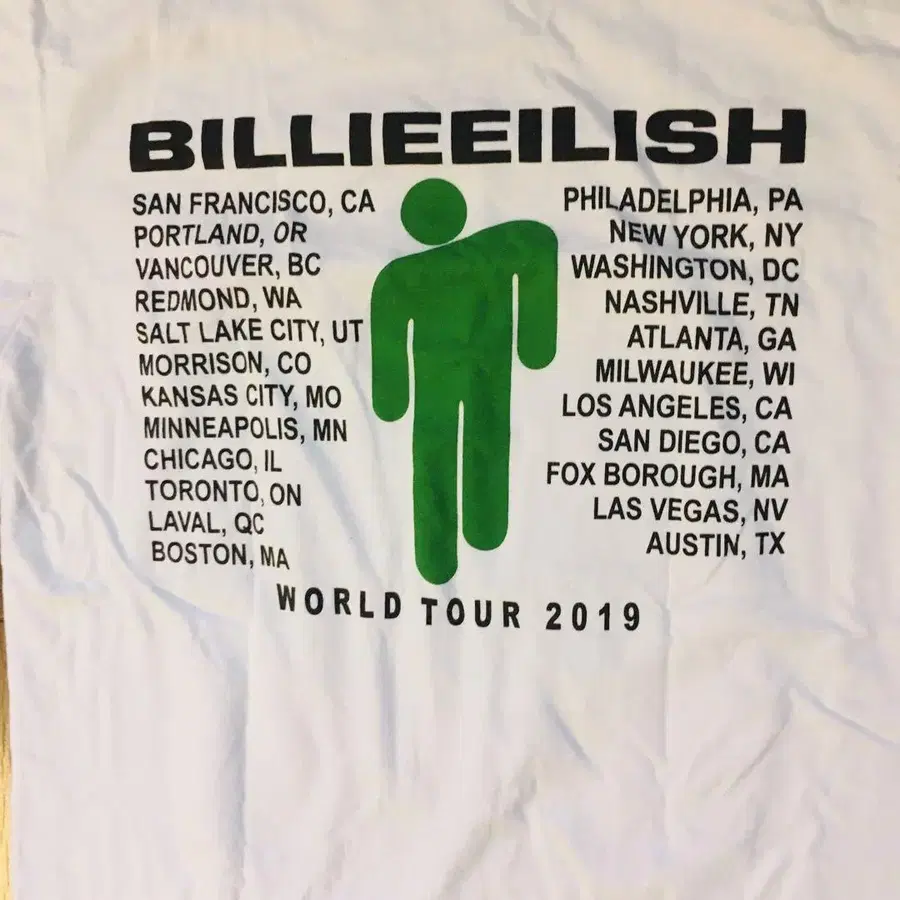 BILLIEEILISH
SAN FRANCISCO, CA
PORTLAND, OR
VANCOUVER, BC
REDMOND, WA
SALT LAKE CITY, UT
MORRISON, CO
KANSAS CITY, MO
MINNEAPOLIS, MN
CHICAGO, IL
TORONTO, ON
LAVAL, QC
BOSTON, MA
PHILADELPHIA, PA
NEW YORK, NY
WASHINGTON, DC
NASHVILLE, TN
ATLANTA, GA
MILWAUKEE, WI
LOS ANGELES, CA
SAN DIEGO, CA
FOX BOROUGH, MA
LAS VEGAS, NV
AUSTIN, TX
WORLD TOUR 2019